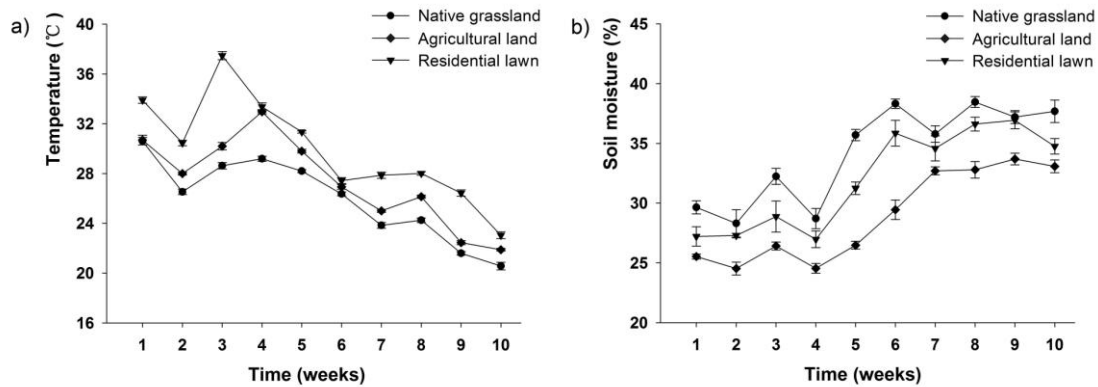 a)
Temperature (℃)
40
36
32
28
24
20
16
Native grassland
Agricultural land
Residential lawn
1 2 3 4 5 6 7 8 9 10
Time (weeks)
b)
Soil moisture (%)
45
40
35
30
25
20
Native grassland
Agricultural land
Residential lawn
1 2 3 4 5 6 7 8 9 10
Time (weeks)